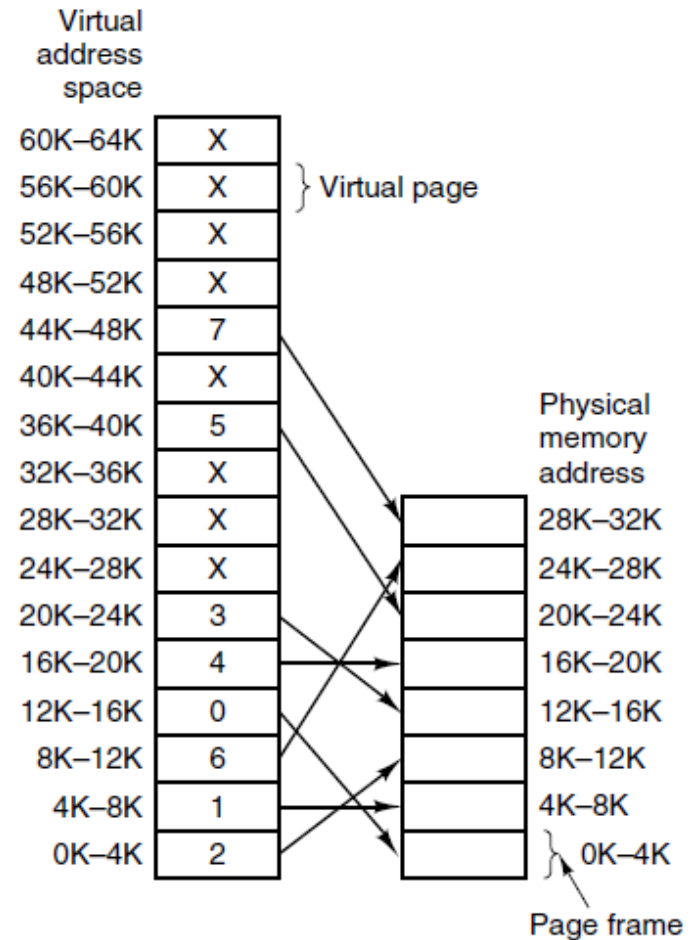 Virtual
address
space
60K–64K X
56K–60K X Virtual page
52K–56K X
48K–52K X
44K–48K 7
40K–44K X
36K–40K 5
32K–36K X
28K–32K X
24K–28K X
20K–24K 3
16K–20K 4
12K–16K 0
8K–12K 6
4K–8K 1
0K–4K 2
Physical
memory
address
28K–32K
24K–28K
20K–24K
16K–20K
12K–16K
8K–12K
4K–8K
0K–4K
Page frame